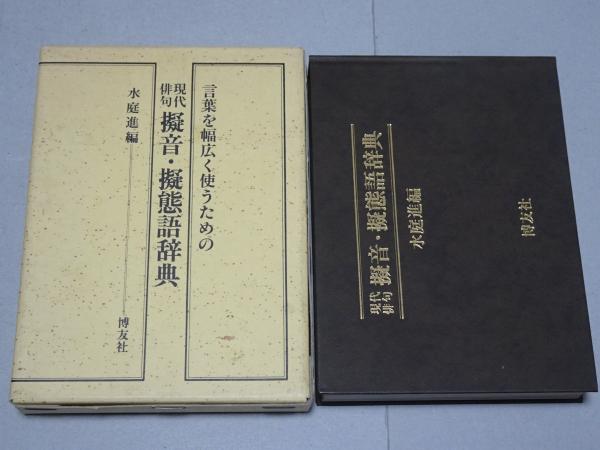 言葉を幅広く使うための
現代
俳句
擬音・擬態語辞典
水庭進編
博友社
現代
俳句
擬音・擬態語辞典
水庭進編
博友社